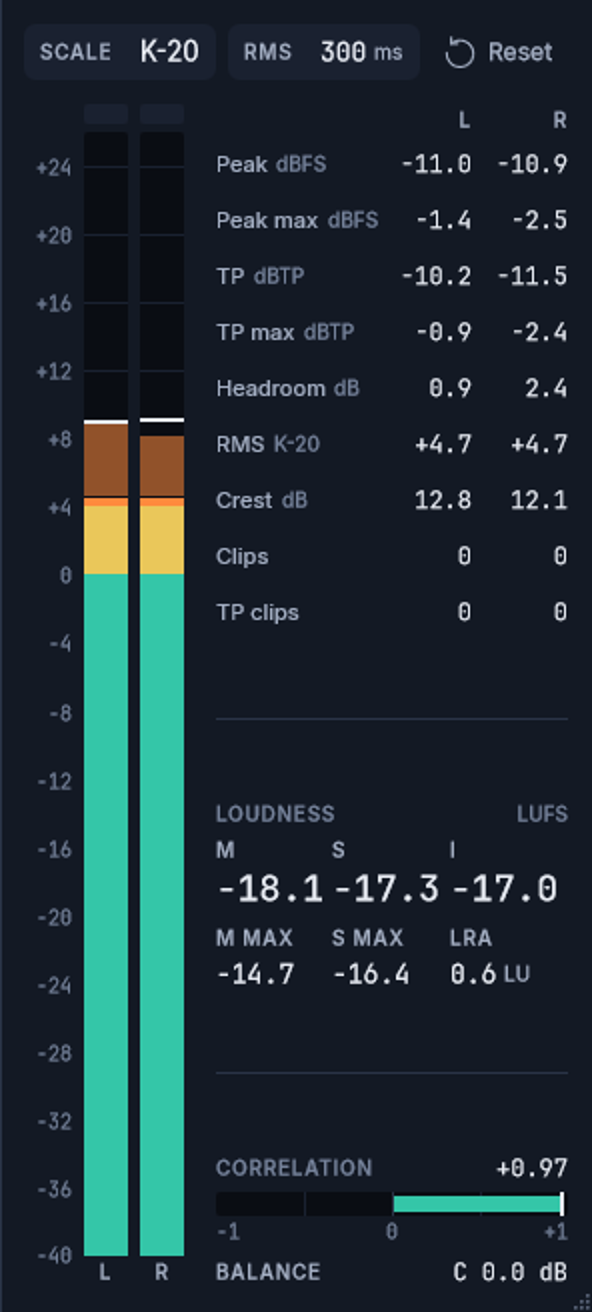 SCALE K-20 RMS 300 ms Reset
L R
+24
Peak dBFS -11.0 -10.9
Peak max dBFS -1.4 -2.5
+20
TP dBTP -10.2 -11.5
+16
TP max dBTP -0.9 -2.4
+12
Headroom dB 0.9 2.4
+8
RMS K-20 +4.7 +4.7
+4
Crest dB 12.8 12.1
Clips 0 0
0
TP clips 0 0
-4
-8
-12
LOUDNESS LUFS
-16
M S I
-18.1 -17.3 -17.0
-20
M MAX S MAX LRA
-14.7 -16.4 0.6 LU
-24
-28
-32
CORRELATION +0.97
-36
-1 0 +1
-40
L R
BALANCE C 0.0 dB